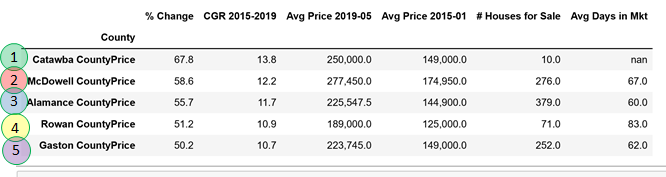 % Change CGR 2015-2019 Avg Price 2019-05 Avg Price 2015-01 # Houses for Sale Avg Days in Mkt
County
1 Catawba CountyPrice 67.8 13.8 250,000.0 149,000.0 10.0 nan
2 McDowell CountyPrice 58.6 12.2 277,450.0 174,950.0 276.0 67.0
3 Alamance CountyPrice 55.7 11.7 225,547.5 144,900.0 379.0 60.0
4 Rowan CountyPrice 51.2 10.9 189,000.0 125,000.0 71.0 83.0
5 Gaston CountyPrice 50.2 10.7 223,745.0 149,000.0 252.0 62.0